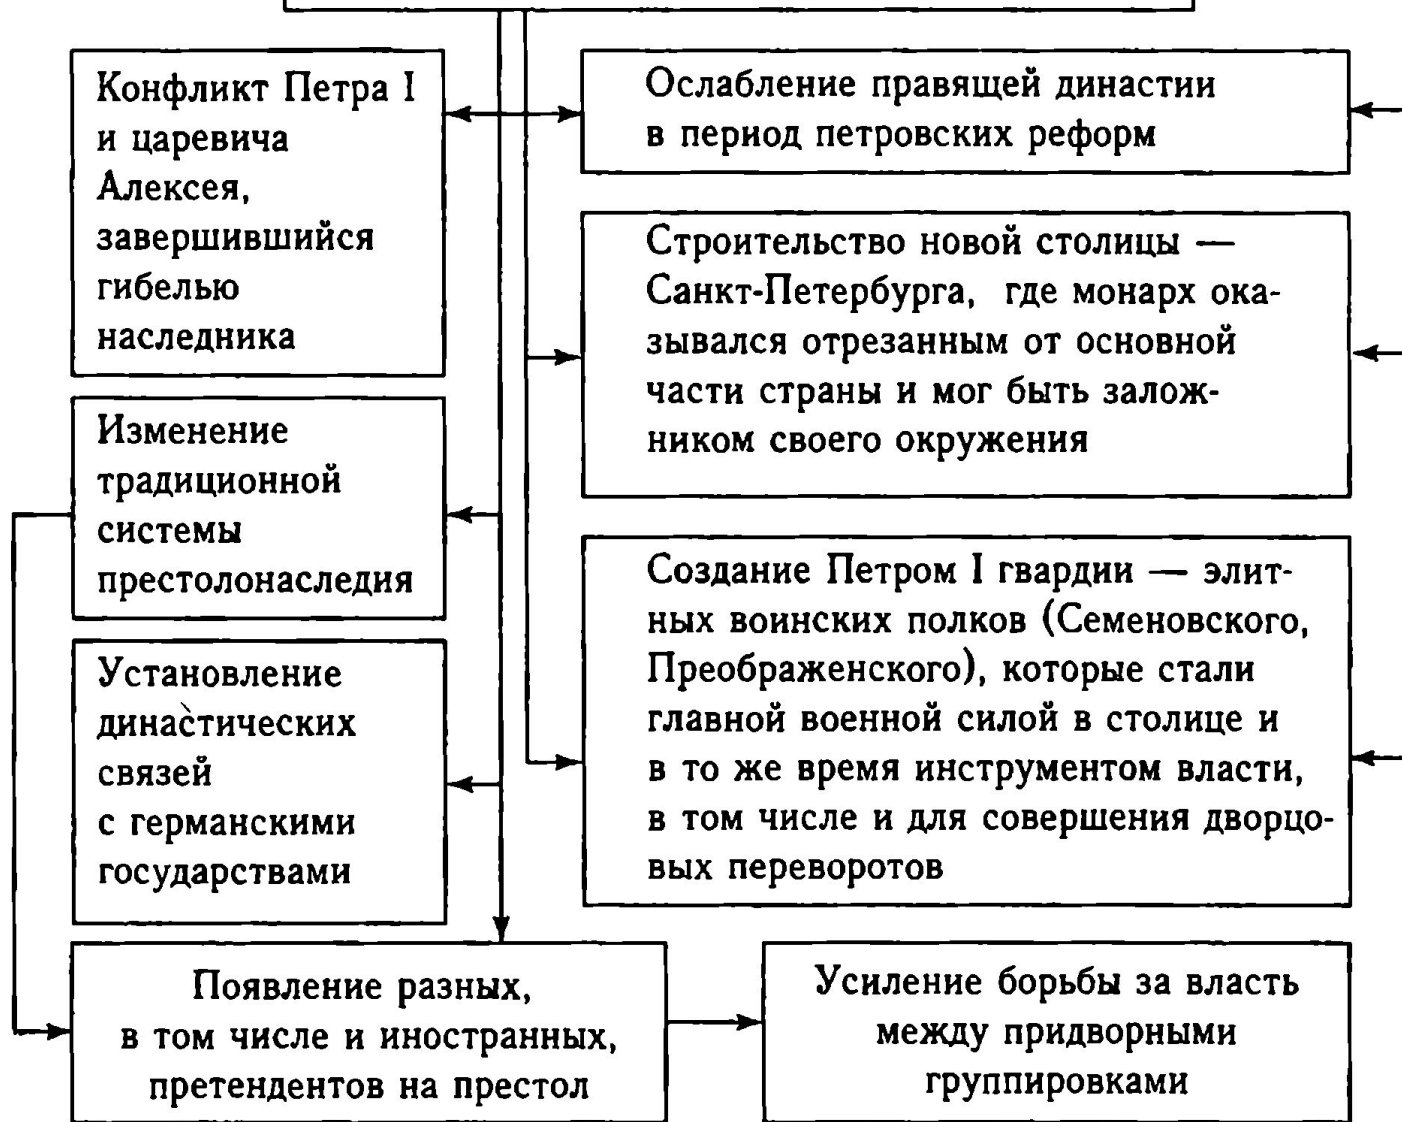 Конфликт Петра I
и царевича
Алексея,
завершившийся
гибелью
наследника
Ослабление правящей династии
в период петровских реформ
Строительство новой столицы —
Санкт-Петербурга, где монарх ока-
зывался отрезанным от основной
части страны и мог быть залож-
ником своего окружения
Изменение
традиционной
системы
престолонаследия
Создание Петром I гвардии — элит-
ных воинских полков (Семеновского,
Преображенского), которые стали
главной военной силой в столице и
в то же время инструментом власти,
в том числе и для совершения дворцо-
вых переворотов
Установление
династических
связей
с германскими
государствами
Появление разных,
в том числе и иностранных,
претендентов на престол
Усиление борьбы за власть
между придворными
группировками